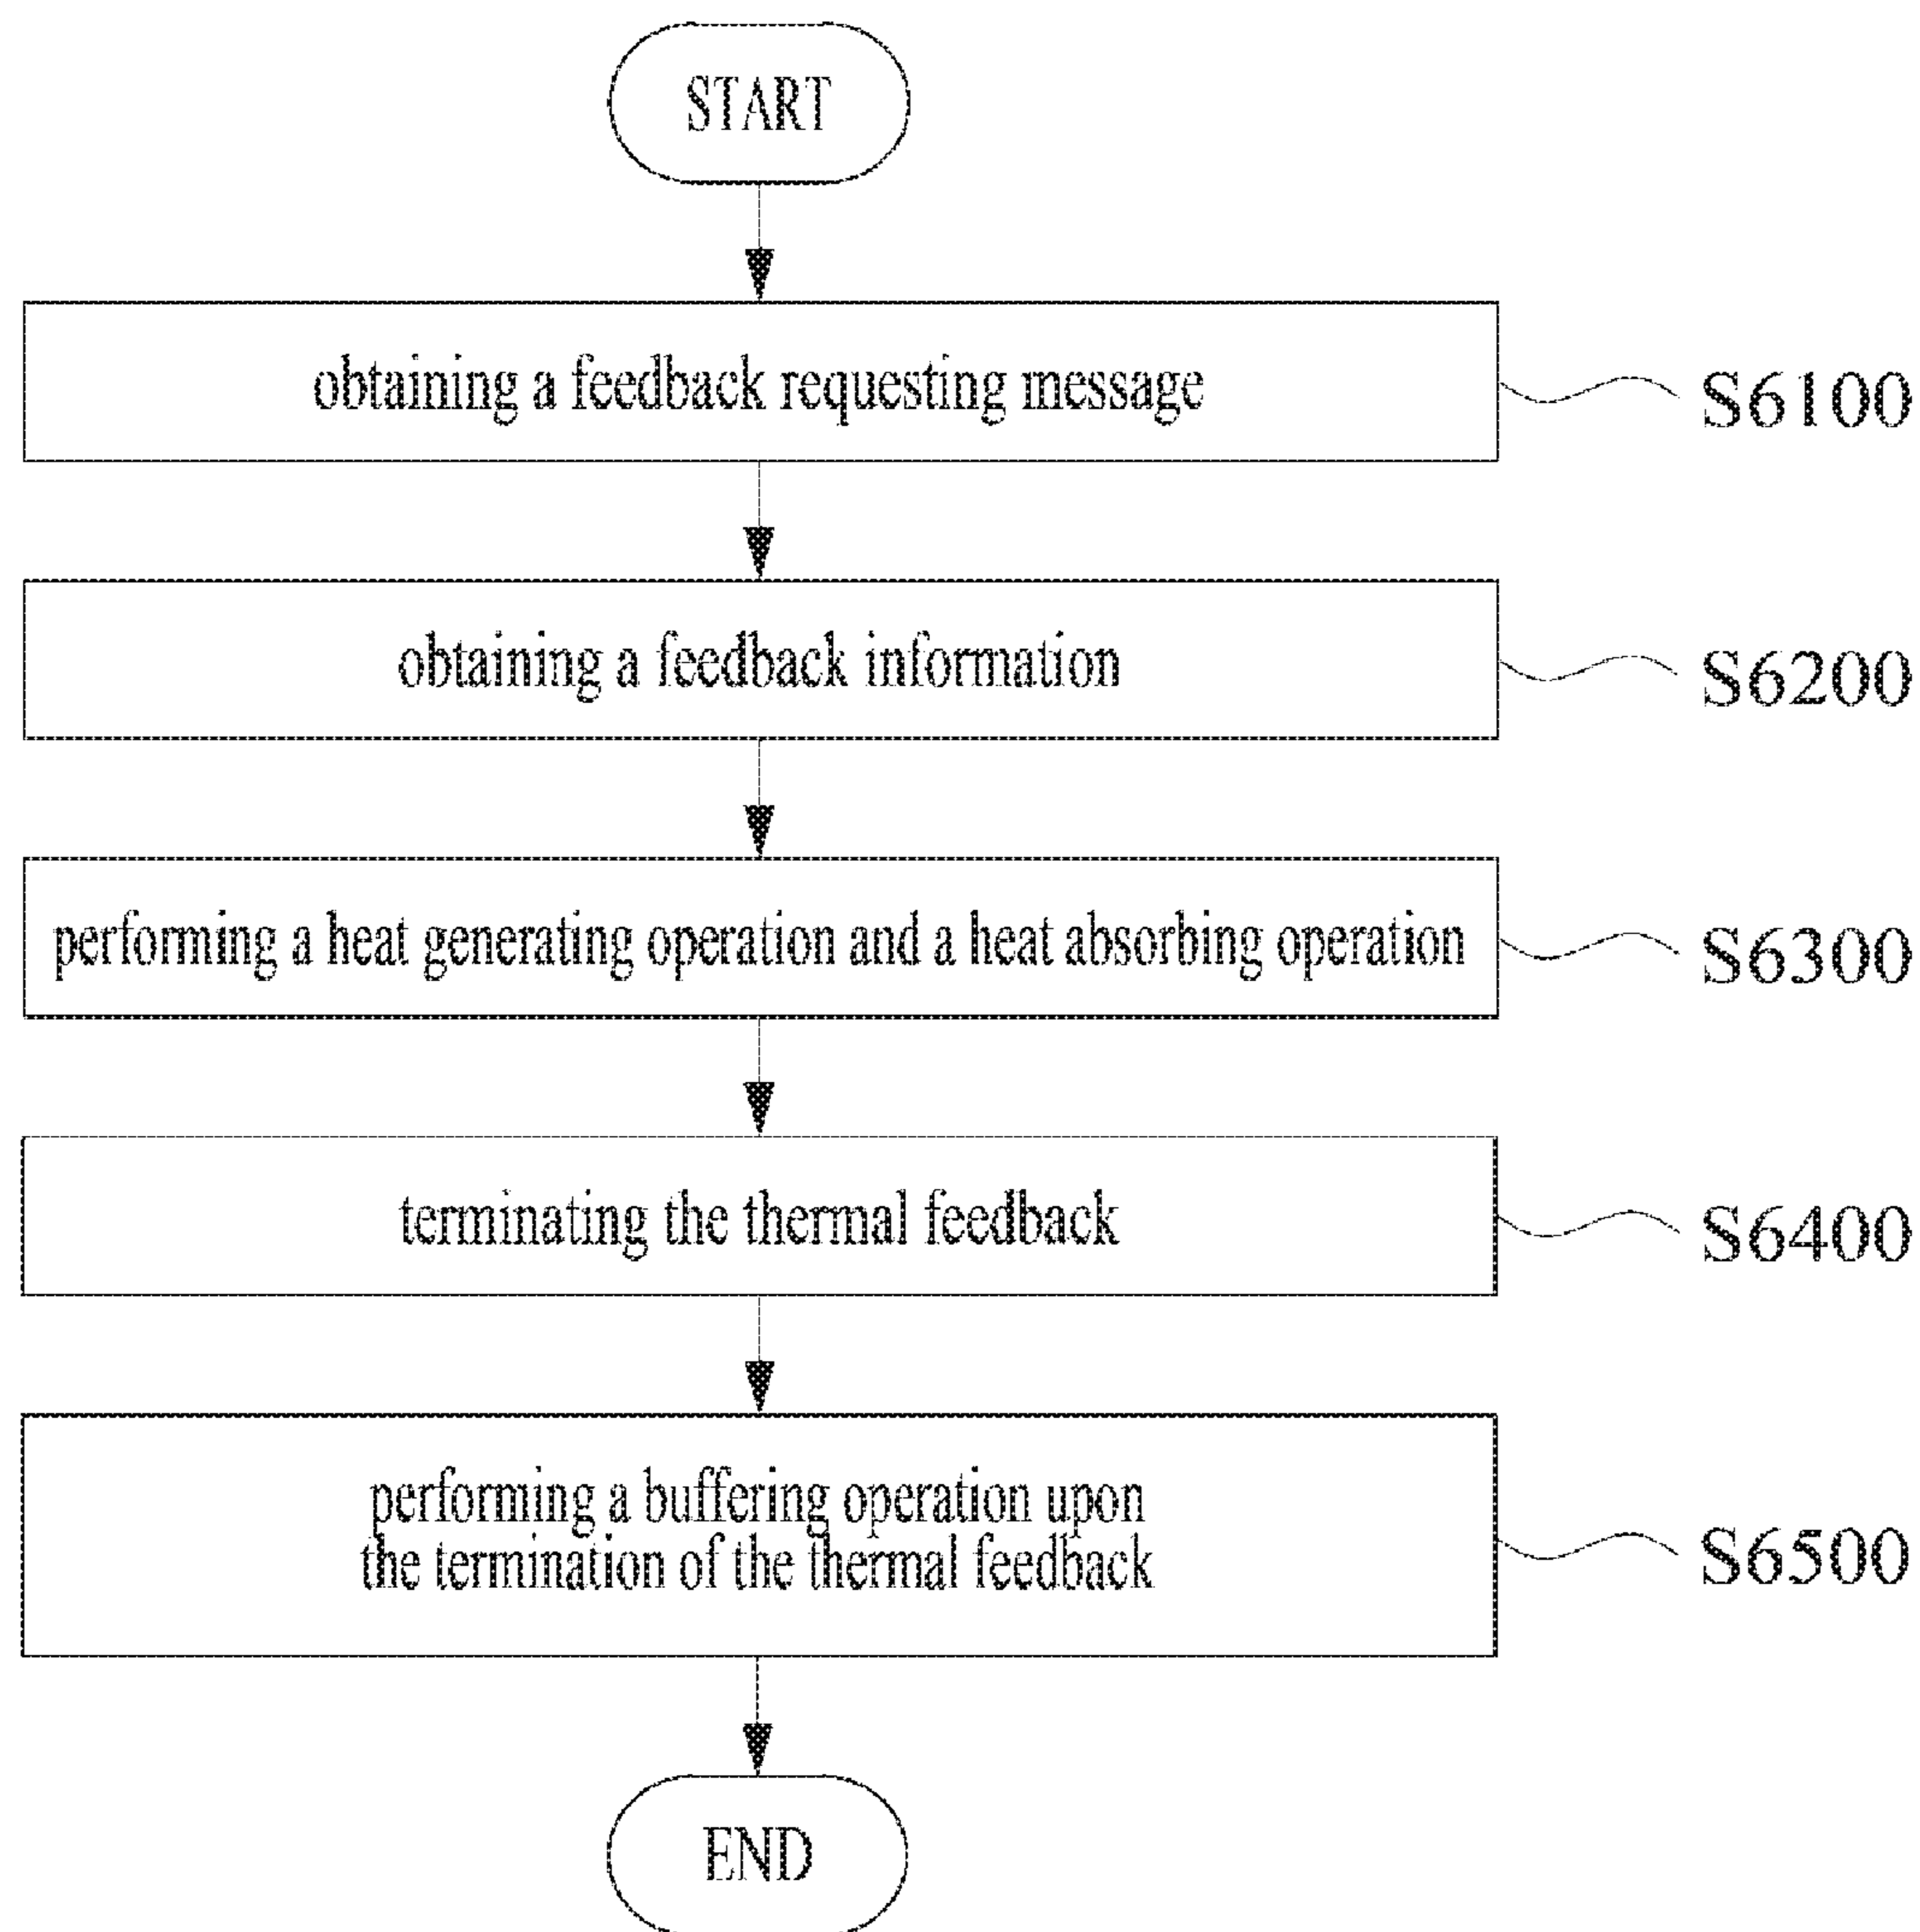 START
obtaining a feedback requesting message
S6100
obtaining a feedback information
S6200
performing a heat generating operation and a heat absorbing operation
S6300
terminating the thermal feedback
S6400
performing a buffering operation upon
the termination of the thermal feedback
S6500
END